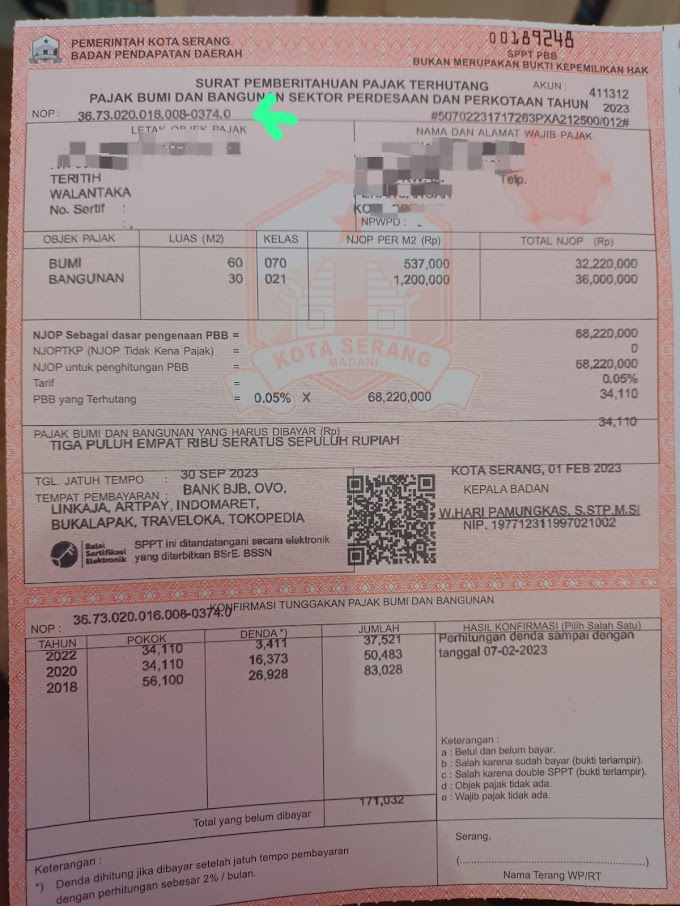 PEMERINTAH KOTA SERANG
BADAN PENDAPATAN DAERAH
00189248
SPPT PBB
BUKAN MERUPAKAN BUKTI KEPEMILIKAN HAK
SURAT PEMBERITAHUAN PAJAK TERHUTANG
AKUN : 411312
PAJAK BUMI DAN BANGUNAN SEKTOR PERDESAAN DAN PERKOTAAN TAHUN 2023
NOP : 36.73.020.016.008-0374.0 #50702231717263PXA212500/012#
LETAK OBJEK PAJAK NAMA DAN ALAMAT WAJIB PAJAK
TERITIH Telp.
WALANTAKA
No. Sertif :
NPWPD :
OBJEK PAJAK LUAS (M2) KELAS NJOP PER M2 (Rp) TOTAL NJOP (Rp)
BUMI 60 070 537,000 32,220,000
BANGUNAN 30 021 1,200,000 36,000,000
KOTA SERANG
MADANI
NJOP Sebagai dasar pengenaan PBB = 68,220,000
NJOPTKP (NJOP Tidak Kena Pajak) = 0
NJOP untuk penghitungan PBB = 68,220,000
Tarif = 0.05%
PBB yang Terhutang = 0.05% X 68,220,000 34,110
PAJAK BUMI DAN BANGUNAN YANG HARUS DIBAYAR (Rp) 34,110
TIGA PULUH EMPAT RIBU SERATUS SEPULUH RUPIAH
TGL. JATUH TEMPO : 30 SEP 2023
TEMPAT PEMBAYARAN : BANK BJB, OVO,
LINKAJA, ARTPAY, INDOMARET,
BUKALAPAK, TRAVELOKA, TOKOPEDIA
KOTA SERANG, 01 FEB 2023
KEPALA BADAN
W.HARI PAMUNGKAS, S.STP.M.Si
NIP. 197712311997021002
Balai
Sertifikasi
Elektronik
SPPT ini ditandatangani secara elektronik
yang diterbitkan BSrE. BSSN
KONFIRMASI TUNGGAKAN PAJAK BUMI DAN BANGUNAN
NOP : 36.73.020.016.008-0374.0
TAHUN POKOK DENDA *) JUMLAH HASIL KONFIRMASI (Pilih Salah Satu)
2022 34,110 3,411 37,521
2020 34,110 16,373 50,483
2018 56,100 26,928 83,028
Perhitungan denda sampai dengan
tanggal 07-02-2023
Keterangan :
a : Betul dan belum bayar.
b : Salah karena sudah bayar (bukti terlampir).
c : Salah karena double SPPT (bukti terlampir).
d : Objek pajak tidak ada.
e : Wajib pajak tidak ada.
Total yang belum dibayar 171,032
Serang,
(..................................................)
Nama Terang WP/RT
Keterangan :
*) Denda dihitung jika dibayar setelah jatuh tempo pembayaran
dengan perhitungan sebesar 2% / bulan.